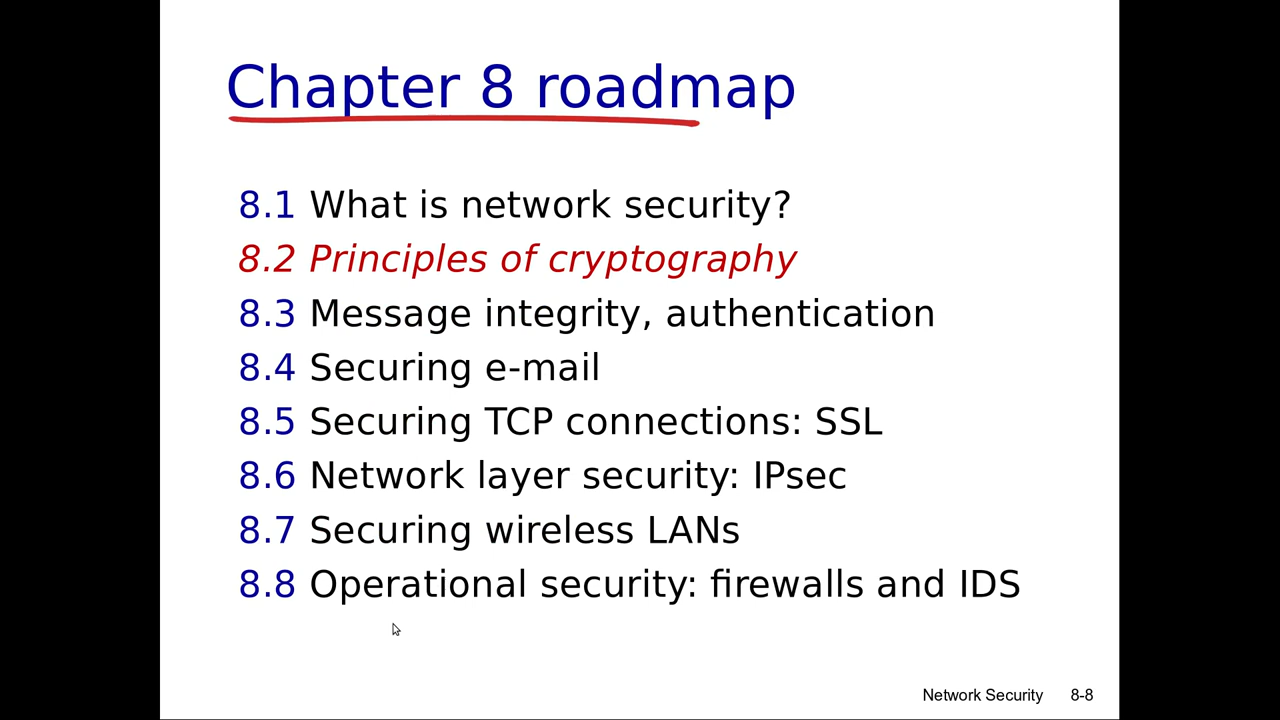 Chapter 8 roadmap
8.1 What is network security?
8.2 Principles of cryptography
8.3 Message integrity, authentication
8.4 Securing e-mail
8.5 Securing TCP connections: SSL
8.6 Network layer security: IPsec
8.7 Securing wireless LANs
8.8 Operational security: firewalls and IDS
Network Security 8-8